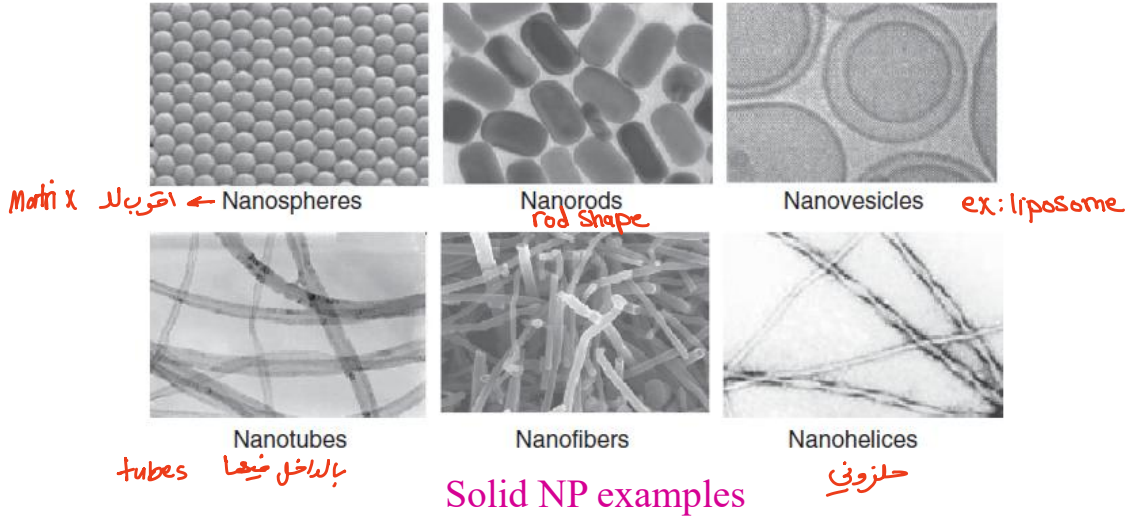 Nanospheres
Nanorods
Nanovesicles
Matrix اقرب لل ←
rod shape
ex: liposome
Nanotubes
Nanofibers
Nanohelices
tubes بالداخل فيها
حلزوني
Solid NP examples